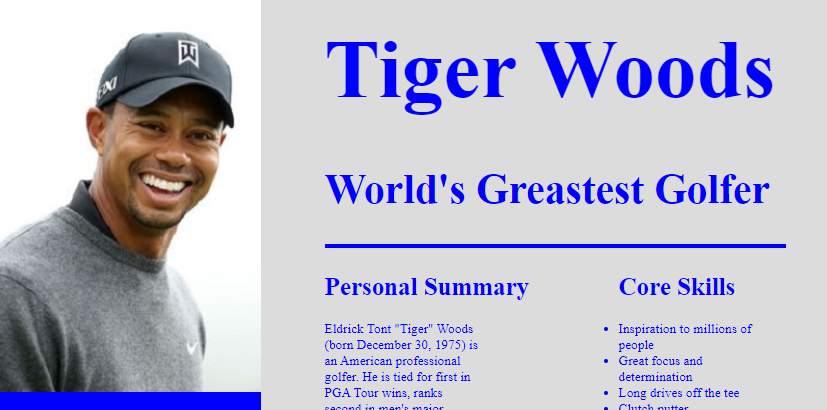 Tiger Woods
World's Greastest Golfer
Personal Summary
Eldrick Tont "Tiger" Woods
(born December 30, 1975) is
an American professional
golfer. He is tied for first in
PGA Tour wins, ranks
second in men's major
Core Skills
Inspiration to millions of
people
Great focus and
determination
Long drives off the tee
Clutch putter
TW